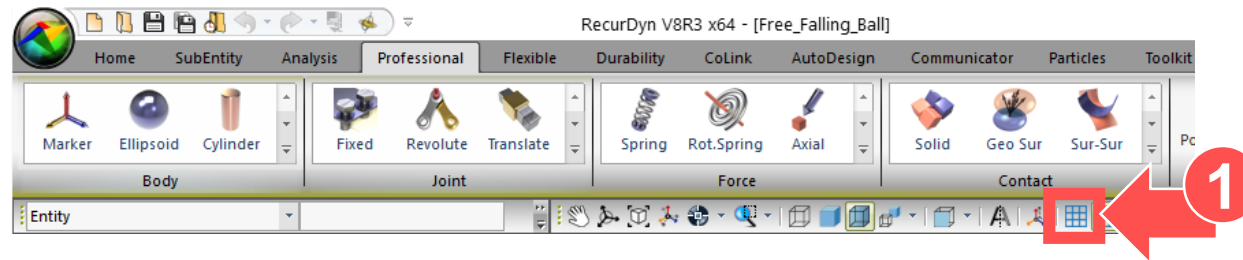 RecurDyn V8R3 x64 - [Free_Falling_Ball]
Home SubEntity Analysis Professional Flexible Durability CoLink AutoDesign Communicator Particles Toolkit
Marker Ellipsoid Cylinder Fixed Revolute Translate Spring Rot.Spring Axial Solid Geo Sur Sur-Sur
Body Joint Force Contact
Entity
1